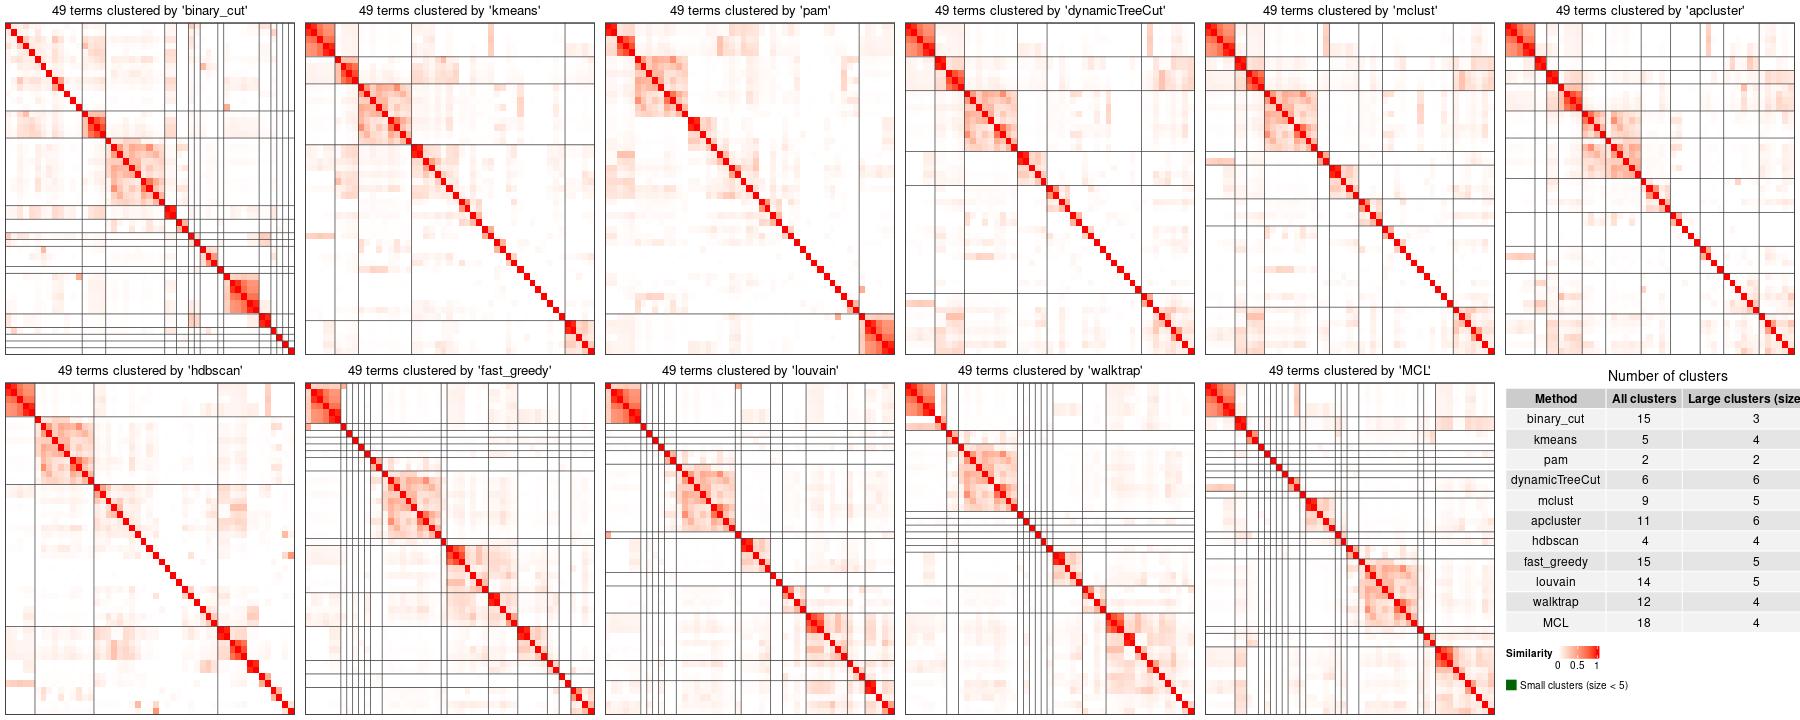 49 terms clustered by 'binary_cut'
49 terms clustered by 'kmeans'
49 terms clustered by 'pam'
49 terms clustered by 'dynamicTreeCut'
49 terms clustered by 'mclust'
49 terms clustered by 'apcluster'
49 terms clustered by 'hdbscan'
49 terms clustered by 'fast_greedy'
49 terms clustered by 'louvain'
49 terms clustered by 'walktrap'
49 terms clustered by 'MCL'
Number of clusters
Method All clusters Large clusters (size
binary_cut 15 3
kmeans 5 4
pam 2 2
dynamicTreeCut 6 6
mclust 9 5
apcluster 11 6
hdbscan 4 4
fast_greedy 15 5
louvain 14 5
walktrap 12 4
MCL 18 4
Similarity
0 0.5 1
Small clusters (size < 5)